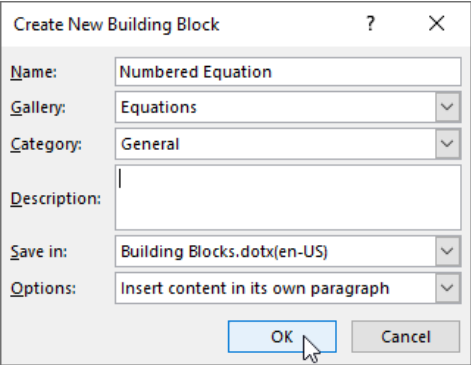 Create New Building Block ?
Name: Numbered Equation
Gallery: Equations
Category: General
Description:
Save in: Building Blocks.dotx(en-US)
Options: Insert content in its own paragraph
OK Cancel